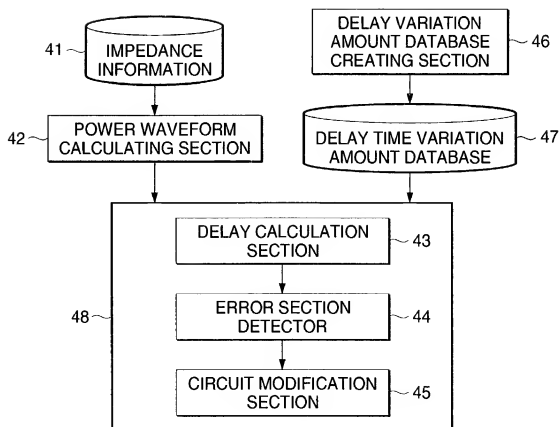 41
IMPEDANCE
INFORMATION
42
POWER WAVEFORM
CALCULATING SECTION
DELAY VARIATION
AMOUNT DATABASE
CREATING SECTION
46
DELAY TIME VARIATION
AMOUNT DATABASE
47
48
DELAY CALCULATION
SECTION
43
ERROR SECTION
DETECTOR
44
CIRCUIT MODIFICATION
SECTION
45